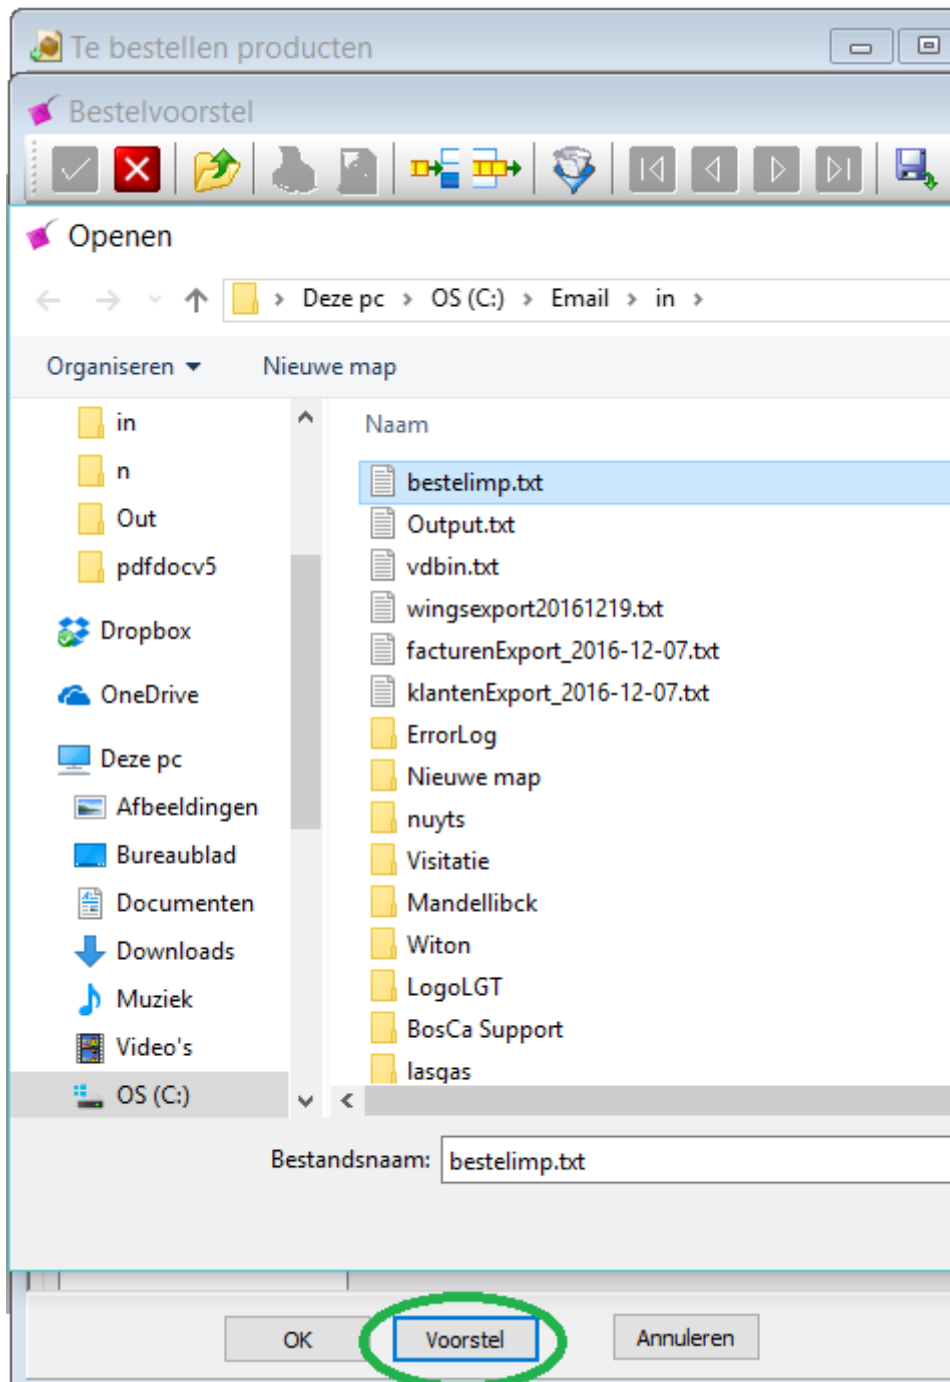 Te bestellen producten
Bestelvoorstel
Openen
Deze pc > OS (C:) > Email > in >
Organiseren Nieuwe map
in
n
Out
pdfdocv5
Dropbox
OneDrive
Deze pc
Afbeeldingen
Bureaublad
Documenten
Downloads
Muziek
Video's
OS (C:)
Naam
bestelimp.txt
Output.txt
vdbin.txt
wingsexport20161219.txt
facturenExport_2016-12-07.txt
klantenExport_2016-12-07.txt
ErrorLog
Nieuwe map
nuyts
Visitatie
Mandellibck
Witon
LogoLGT
BosCa Support
lasgas
Bestandsnaam: bestelimp.txt
OK Voorstel Annuleren